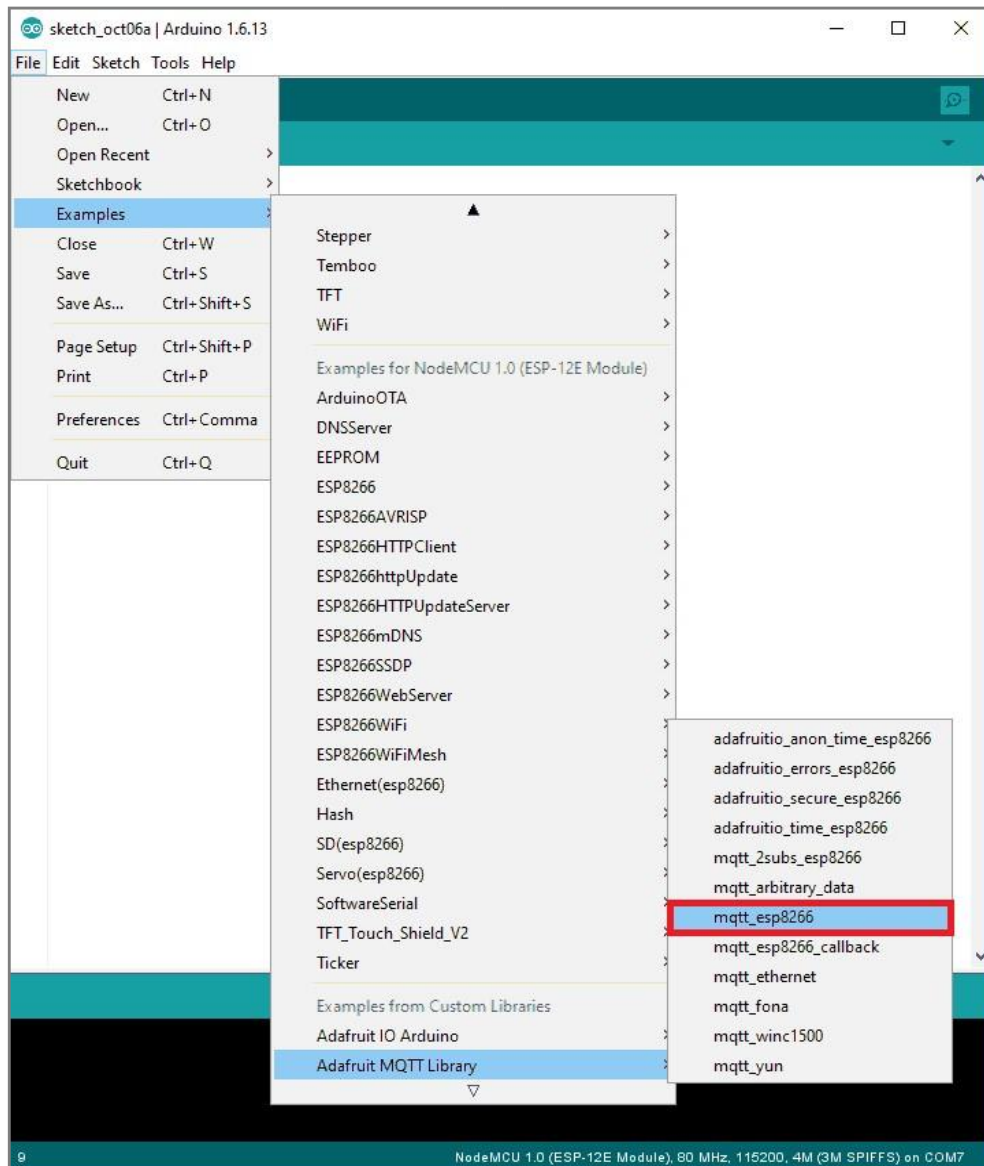 sketch_oct06a | Arduino 1.6.13
File Edit Sketch Tools Help
New Ctrl+N
Open... Ctrl+O
Open Recent
Sketchbook
Examples
Close Ctrl+W
Save Ctrl+S
Save As... Ctrl+Shift+S
Page Setup Ctrl+Shift+P
Print Ctrl+P
Preferences Ctrl+Comma
Quit Ctrl+Q
Stepper
Temboo
TFT
WiFi
Examples for NodeMCU 1.0 (ESP-12E Module)
ArduinoOTA
DNSServer
EEPROM
ESP8266
ESP8266AVRISP
ESP8266HTTPClient
ESP8266httpUpdate
ESP8266HTTPUpdateServer
ESP8266mDNS
ESP8266SSDP
ESP8266WebServer
ESP8266WiFi
ESP8266WiFiMesh
Ethernet(esp8266)
Hash
SD(esp8266)
Servo(esp8266)
SoftwareSerial
TFT_Touch_Shield_V2
Ticker
Examples from Custom Libraries
Adafruit IO Arduino
Adafruit MQTT Library
adafruitio_anon_time_esp8266
adafruitio_errors_esp8266
adafruitio_secure_esp8266
adafruitio_time_esp8266
mqtt_2subs_esp8266
mqtt_arbitrary_data
mqtt_esp8266
mqtt_esp8266_callback
mqtt_ethernet
mqtt_fona
mqtt_winc1500
mqtt_yun
9 NodeMCU 1.0 (ESP-12E Module), 80 MHz, 115200, 4M (3M SPIFFS) on COM7